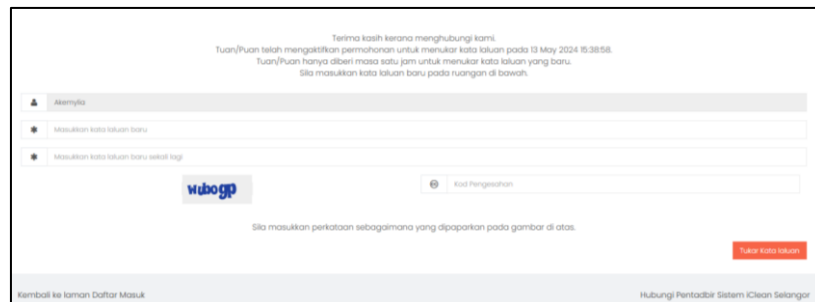 Terima kasih kerana menghubungi kami.
Tuan/Puan telah mengaktifkan permohonan untuk menukar kata laluan pada 13 May 2024 15:38:58.
Tuan/Puan hanya diberi masa satu jam untuk menukar kata laluan yang baru.
Sila masukkan kata laluan baru pada ruangan di bawah.
Akemylia
Masukkan kata laluan baru
Masukkan kata laluan baru sekali lagi
wubogp
Kod Pengesahan
Sila masukkan perkataan sebagaimana yang dipaparkan pada gambar di atas.
Tukar Kata laluan
Kembali ke laman Daftar Masuk
Hubungi Pentadbir Sistem iClean Selangor